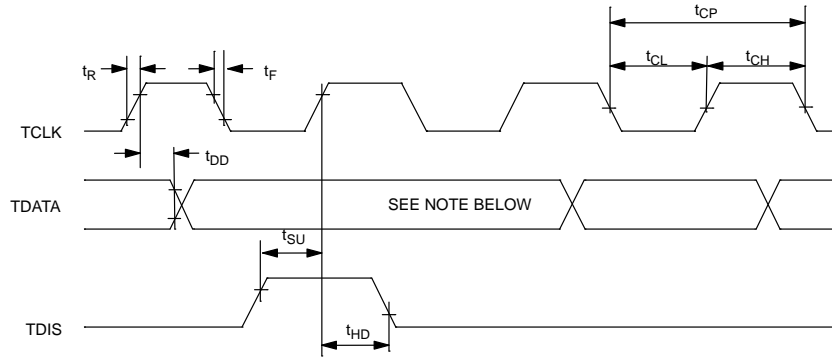 tCP
tR
tF
tCL
tCH
TCLK
tDD
TDATA
SEE NOTE BELOW
tSU
TDIS
tHD